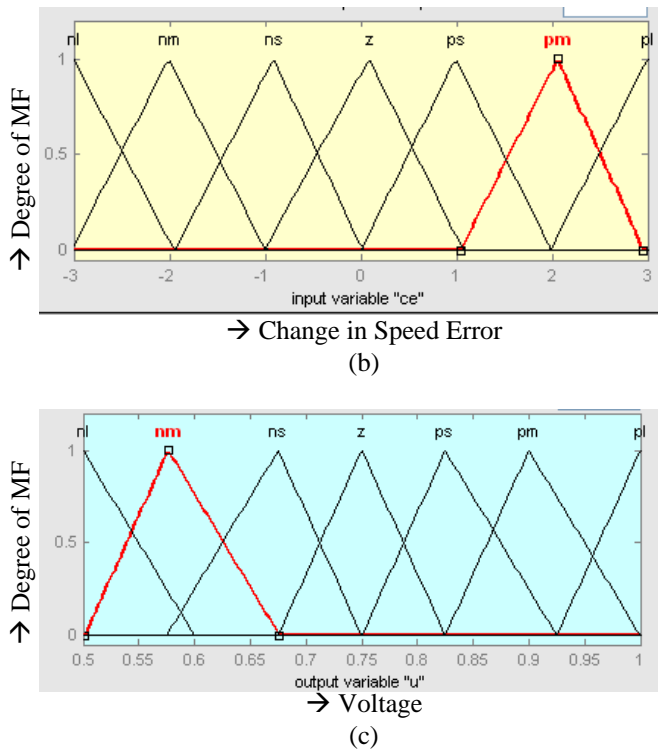 nl nm ns z ps pm pl
1
0.5
0
-3 -2 -1 0 1 2 3
input variable "ce"
→ Degree of MF
→ Change in Speed Error
(b)
nl nm ns z ps pm pl
1
0.5
0
0.5 0.55 0.6 0.65 0.7 0.75 0.8 0.85 0.9 0.95 1
output variable "u"
→ Degree of MF
→ Voltage
(c)